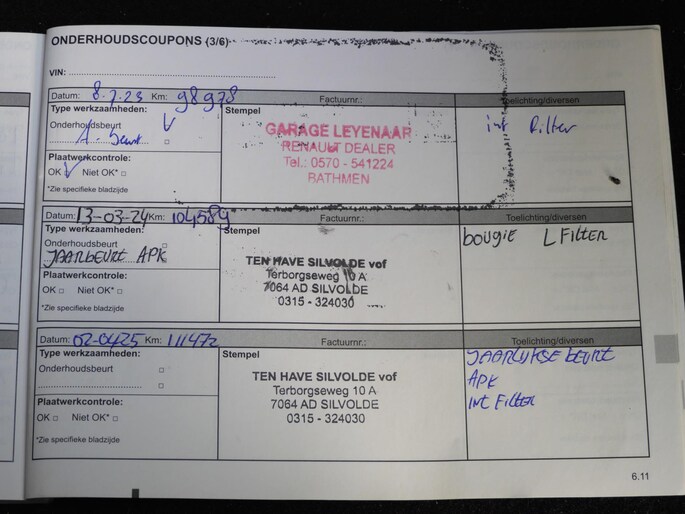 ONDERHOUDSCOUPONS (3/6)
VIN:
Datum: 8-7-23 Km: 98978 Factuurnr.: Toelichting/diversen
Type werkzaamheden: Stempel
Onderhoudsbeurt V int filter
GARAGE LEYENAAR
RENAULT DEALER
Tel.: 0570 - 541224
BATHMEN
Plaatwerkcontrole:
OK V Niet OK* □
*Zie specifieke bladzijde
Datum: 13-03-24 Km: 104589 Factuurnr.: Toelichting/diversen
Type werkzaamheden: Stempel bougie L FILTER
Onderhoudsbeurt □
JAARBEURT APK
TEN HAVE SILVOLDE vof
Terborgseweg 10 A
7064 AD SILVOLDE
0315 - 324030
Plaatwerkcontrole:
OK □ Niet OK* □
*Zie specifieke bladzijde
Datum: 02-0425 Km: 111472 Factuurnr.: Toelichting/diversen
Type werkzaamheden: Stempel JAARLIJKSE BEURT
Onderhoudsbeurt □ APK
□ INT FILTER
TEN HAVE SILVOLDE vof
Terborgseweg 10 A
7064 AD SILVOLDE
0315 - 324030
Plaatwerkcontrole:
OK □ Niet OK* □
*Zie specifieke bladzijde
6.11